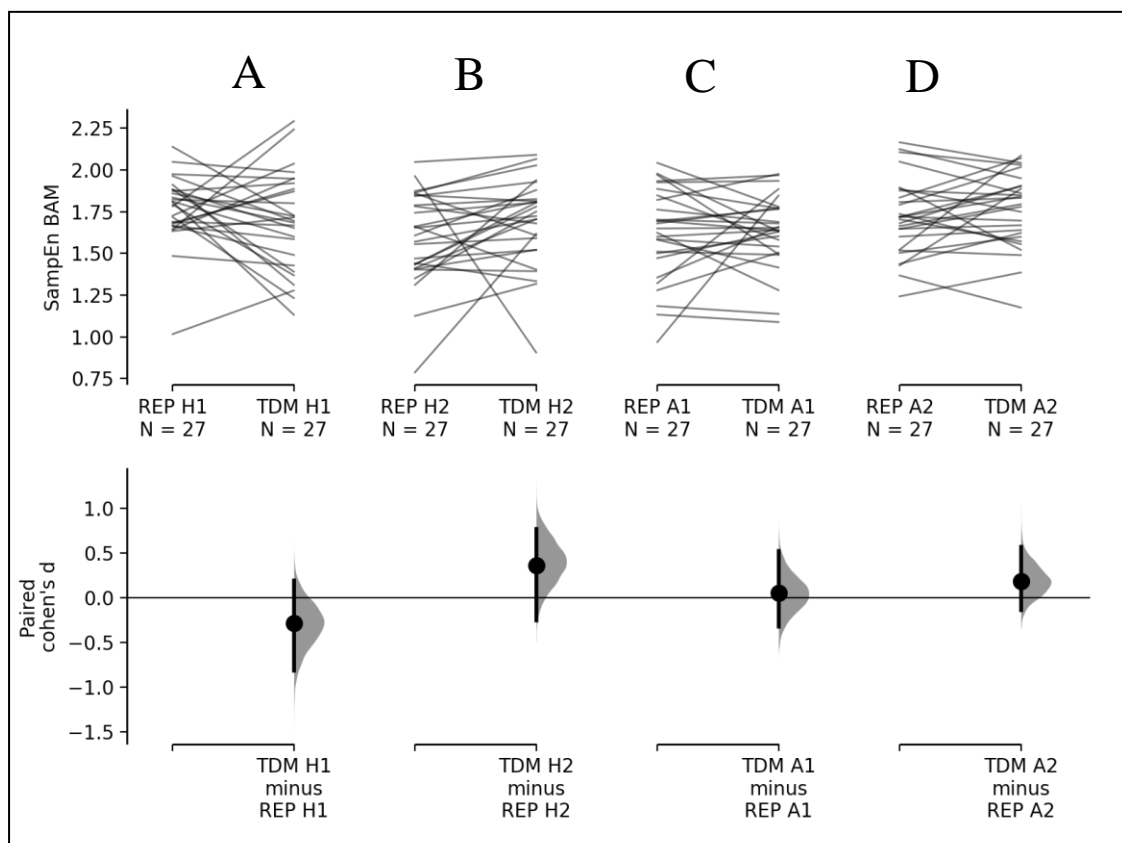 A B C D
SampEn BAM
2.25
2.00
1.75
1.50
1.25
1.00
0.75
REP H1 TDM H1 REP H2 TDM H2 REP A1 TDM A1 REP A2 TDM A2
N = 27 N = 27 N = 27 N = 27 N = 27 N = 27 N = 27 N = 27
Paired
cohen's d
1.0
0.5
0.0
−0.5
−1.0
−1.5
TDM H1 TDM H2 TDM A1 TDM A2
minus minus minus minus
REP H1 REP H2 REP A1 REP A2